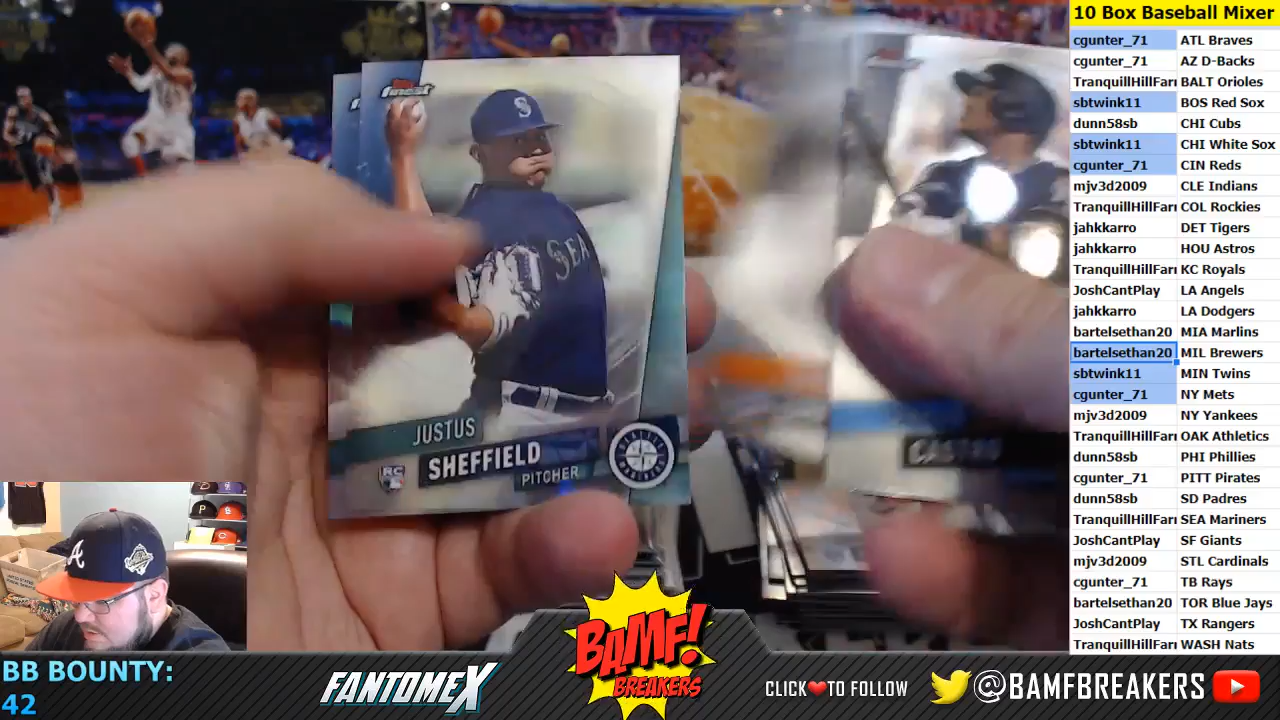 10 Box Baseball Mixer
cgunter_71 ATL Braves
cgunter_71 AZ D-Backs
TranquillHillFar BALT Orioles
sbtwink11 BOS Red Sox
dunn58sb CHI Cubs
sbtwink11 CHI White Sox
cgunter_71 CIN Reds
mjv3d2009 CLE Indians
TranquillHillFar COL Rockies
jahkkarro DET Tigers
jahkkarro HOU Astros
TranquillHillFar KC Royals
JoshCantPlay LA Angels
jahkkarro LA Dodgers
bartelsethan20 MIA Marlins
bartelsethan20 MIL Brewers
sbtwink11 MIN Twins
cgunter_71 NY Mets
mjv3d2009 NY Yankees
TranquillHillFar OAK Athletics
dunn58sb PHI Phillies
cgunter_71 PITT Pirates
dunn58sb SD Padres
TranquillHillFar SEA Mariners
JoshCantPlay SF Giants
mjv3d2009 STL Cardinals
cgunter_71 TB Rays
bartelsethan20 TOR Blue Jays
JoshCantPlay TX Rangers
TranquillHillFar WASH Nats
finest
SEA
JUSTUS
SHEFFIELD
RC
PITCHER
CASTRO
BB BOUNTY:
42
FANTOMEX
BAMF!
BREAKERS
CLICK❤TO FOLLOW
@BAMFBREAKERS